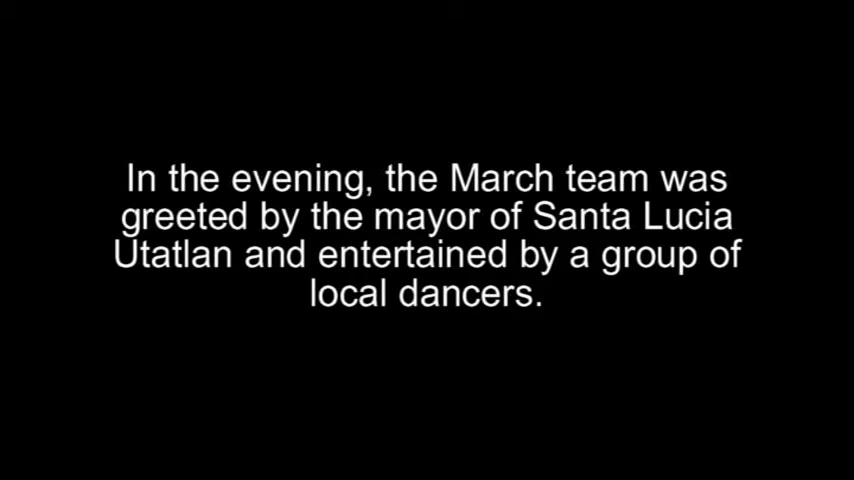 In the evening, the March team was
greeted by the mayor of Santa Lucia
Utatlan and entertained by a group of
local dancers.